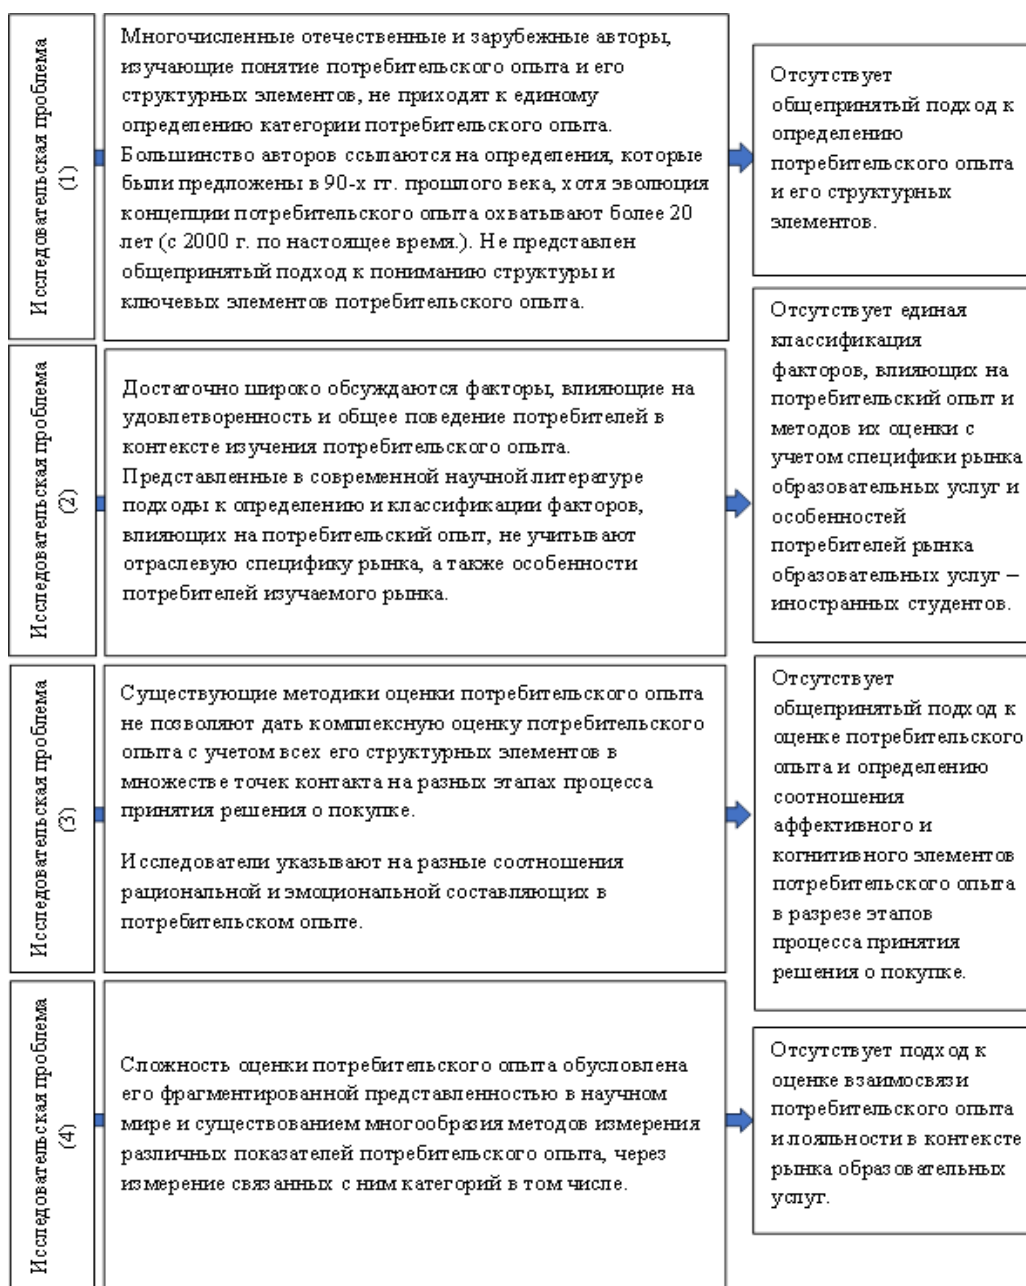 Исследовательская проблема
(1)
Многочисленные отечественные и зарубежные авторы,
изучающие понятие потребительского опыта и его
структурных элементов, не приходят к единому
определению категории потребительского опыта.
Большинство авторов ссылаются на определения, которые
были предложены в 90-х гг. прошлого века, хотя эволюция
концепции потребительского опыта охватывают более 20
лет (с 2000 г. по настоящее время.). Не представлен
общепринятый подход к пониманию структуры и
ключевых элементов потребительского опыта.
Отсутствует
общепринятый подход к
определению
потребительского опыта
и его структурных
элементов.
Исследовательская проблема
(2)
Достаточно широко обсуждаются факторы, влияющие на
удовлетворенность и общее поведение потребителей в
контексте изучения потребительского опыта.
Представленные в современной научной литературе
подходы к определению и классификации факторов,
влияющих на потребительский опыт, не учитывают
отраслевую специфику рынка, а также особенности
потребителей изучаемого рынка.
Отсутствует единая
классификация
факторов, влияющих на
потребительский опыт и
методов их оценки с
учетом специфики рынка
образовательных услуг и
особенностей
потребителей рынка
образовательных услуг –
иностранных студентов.
Исследовательская проблема
(3)
Существующие методики оценки потребительского опыта
не позволяют дать комплексную оценку потребительского
опыта с учетом всех его структурных элементов в
множестве точек контакта на разных этапах процесса
принятия решения о покупке.
Исследователи указывают на разные соотношения
рациональной и эмоциональной составляющих в
потребительском опыте.
Отсутствует
общепринятый подход к
оценке потребительского
опыта и определению
соотношения
аффективного и
когнитивного элементов
потребительского опыта
в разрезе этапов
процесса принятия
решения о покупке.
Исследовательская проблема
(4)
Сложность оценки потребительского опыта обусловлена
его фрагментированной представленностью в научном
мире и существованием многообразия методов измерения
различных показателей потребительского опыта, через
измерение связанных с ним категорий в том числе.
Отсутствует подход к
оценке взаимосвязи
потребительского опыта
и лояльности в контексте
рынка образовательных
услуг.